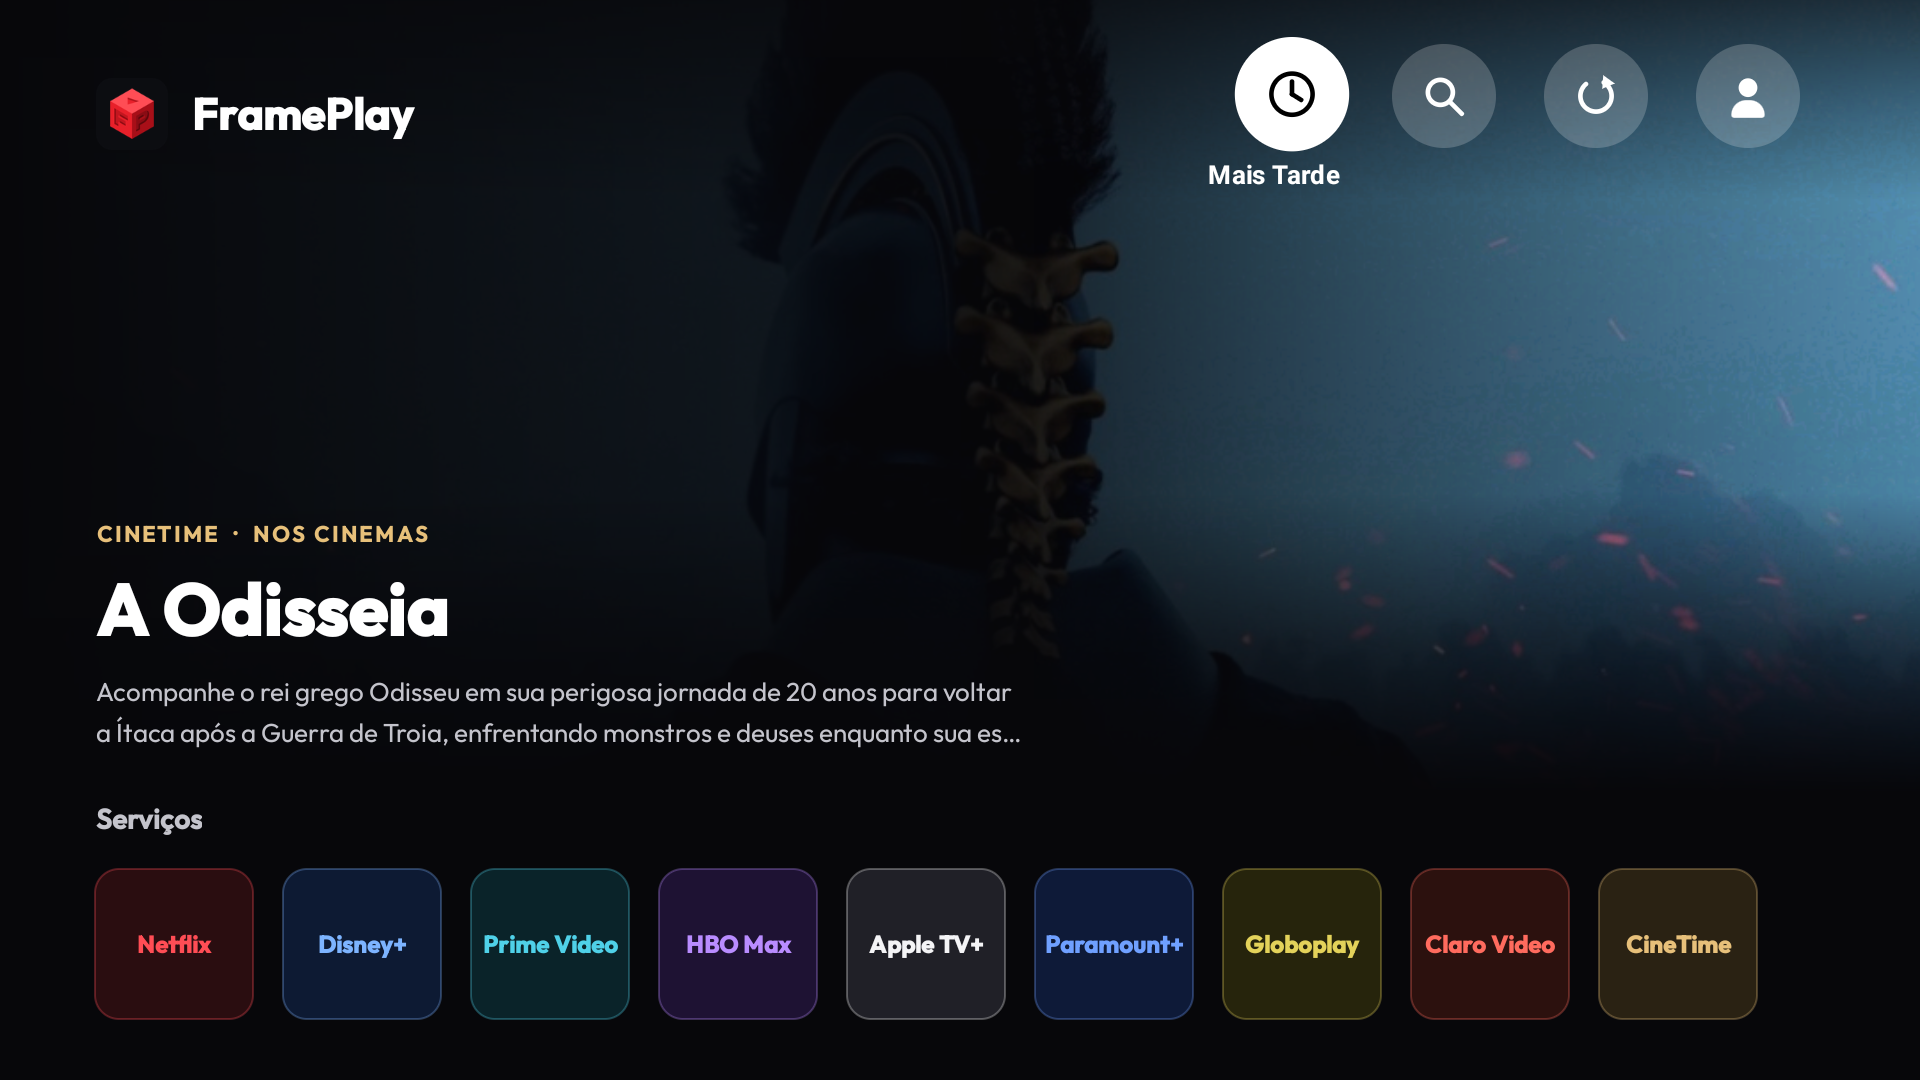 FramePlay
Mais Tarde
CINETIME · NOS CINEMAS
A Odisseia
Acompanhe o rei grego Odisseu em sua perigosa jornada de 20 anos para voltar
a Ítaca após a Guerra de Troia, enfrentando monstros e deuses enquanto sua es...
Serviços
Netflix
Disney+
Prime Video
HBO Max
Apple TV+
Paramount+
Globoplay
Claro Video
CineTime